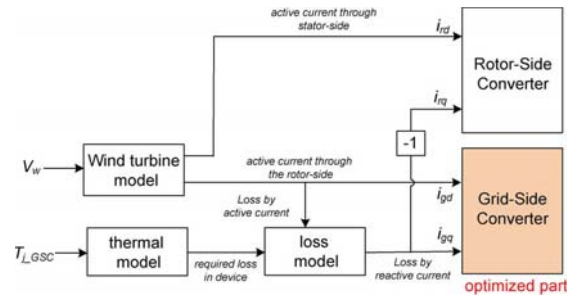 active current through
stator-side
i_rd
Rotor-Side
Converter
i_rq
-1
V_w
Wind turbine
model
active current through
the rotor-side
i_gd
Grid-Side
Converter
Loss by
active current
T_j_GSC
thermal
model
required loss
in device
loss
model
Loss by
reactive current
i_gq
optimized part